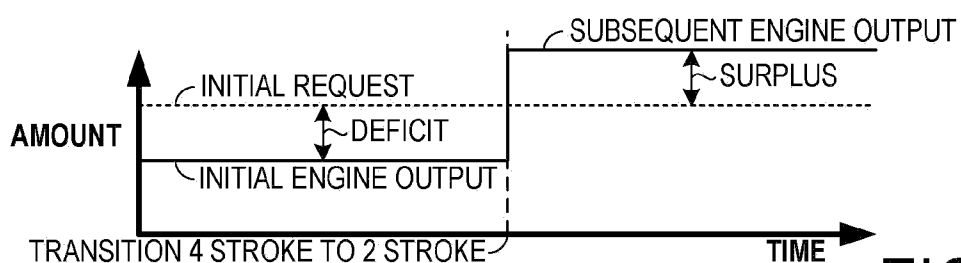 SUBSEQUENT ENGINE OUTPUT
SURPLUS
INITIAL REQUEST
AMOUNT
DEFICIT
INITIAL ENGINE OUTPUT
TRANSITION 4 STROKE TO 2 STROKE
TIME